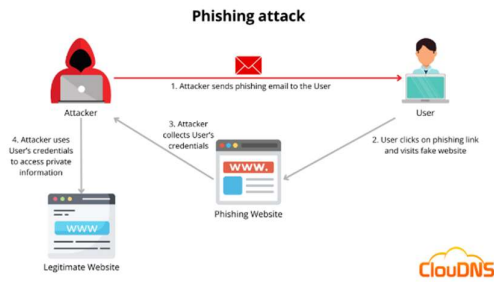 Phishing attack
1. Attacker sends phishing email to the User
Attacker
User
3. Attacker
collects User's
credentials
4. Attacker uses
User's credentials
to access private
information
2. User clicks on phishing link
and visits fake website
www.
Phishing Website
WWW
Legitimate Website
ClouDNS